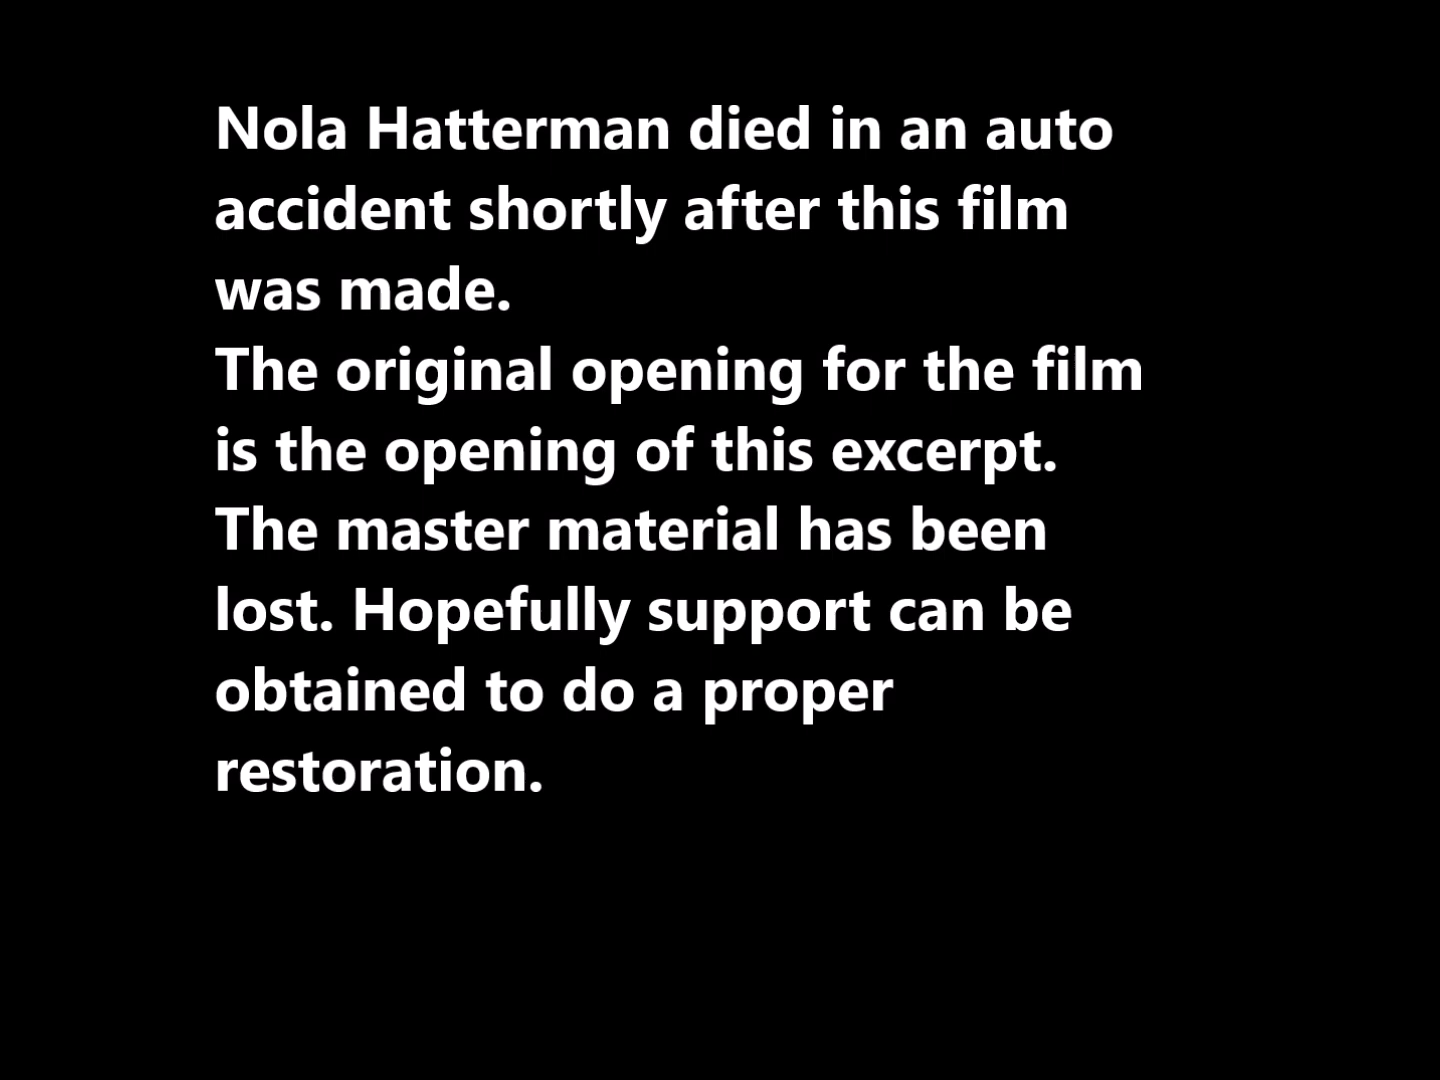 Nola Hatterman died in an auto
accident shortly after this film
was made.
The original opening for the film
is the opening of this excerpt.
The master material has been
lost. Hopefully support can be
obtained to do a proper
restoration.